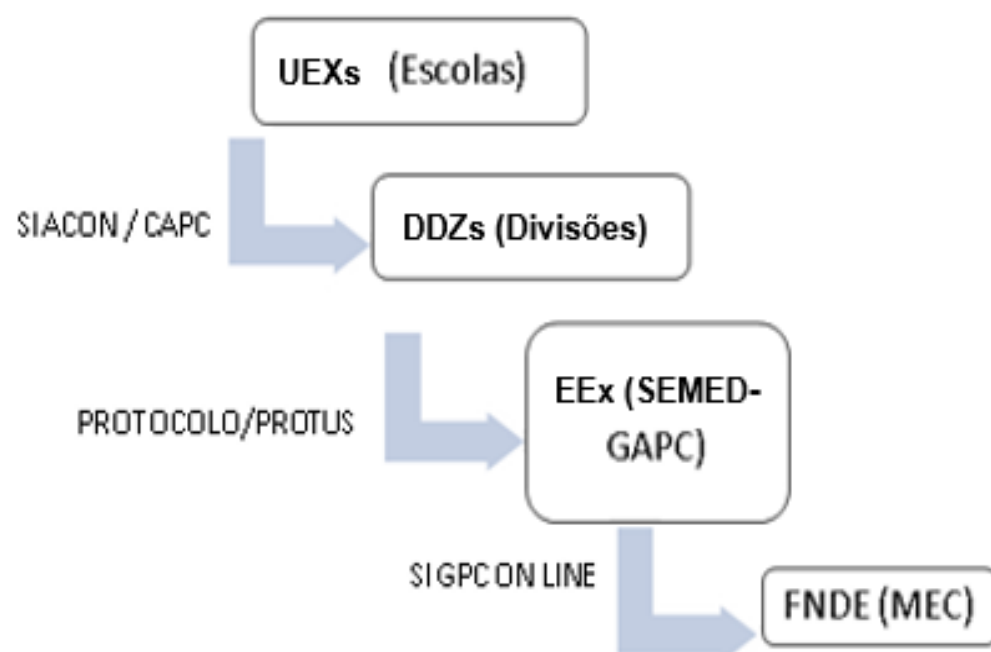 UEXs (Escolas)
SIACON / CAPC
DDZs (Divisões)
PROTOCOLO/PROTUS
EEx (SEMED-
GAPC)
SIGPC ON LINE
FNDE (MEC)